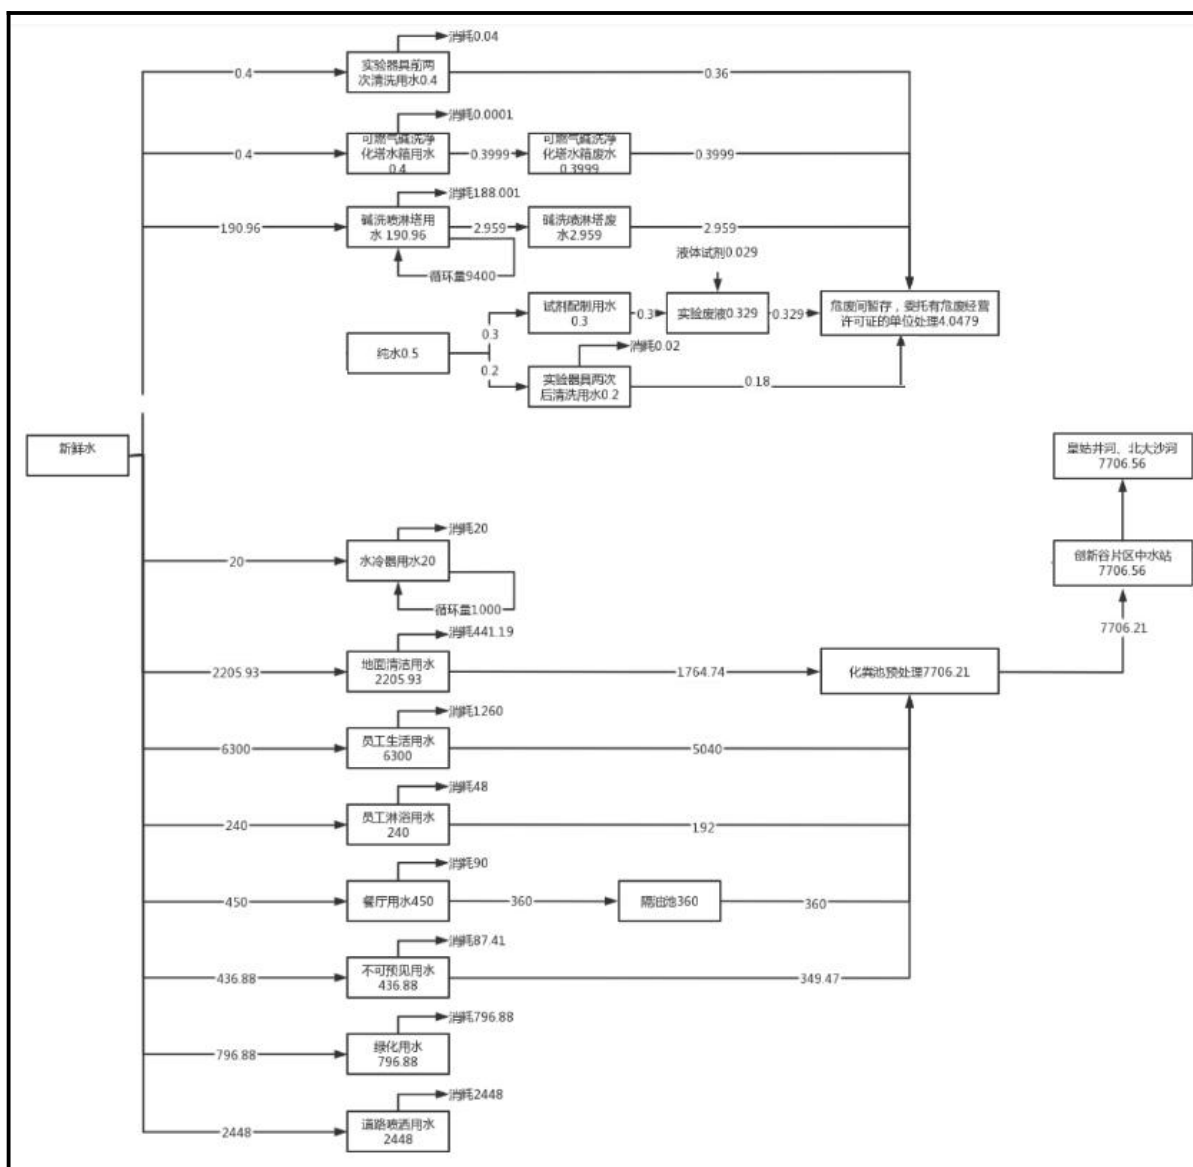 消耗0.04
实验器具前两
次清洗用水0.4
0.4
0.36
消耗0.0001
可燃气碱洗净
化塔水箱用水
0.4
0.4
0.3999
可燃气碱洗净
化塔水箱废水
0.3999
0.3999
消耗188.001
190.96
碱洗喷淋塔用
水 190.96
2.959
碱洗喷淋塔废
水2.959
2.959
循环量9400
液体试剂0.029
纯水0.5
0.3
试剂配制用水
0.3
0.3
实验废液0.329
0.329
危废间暂存，委托有危废经营
许可证的单位处理4.0479
0.2
消耗0.02
实验器具两次
后清洗用水0.2
0.18
新鲜水
皇姑井河、北大沙河
7706.56
消耗20
20
水冷器用水20
循环量1000
创新谷片区中水站
7706.56
7706.21
消耗441.19
2205.93
地面清洁用水
2205.93
1764.74
化粪池预处理7706.21
消耗1260
6300
员工生活用水
6300
5040
消耗48
240
员工淋浴用水
240
192
消耗90
450
餐厅用水450
360
隔油池360
360
消耗87.41
436.88
不可预见用水
436.88
349.47
消耗796.88
796.88
绿化用水
796.88
消耗2448
2448
道路喷洒用水
2448